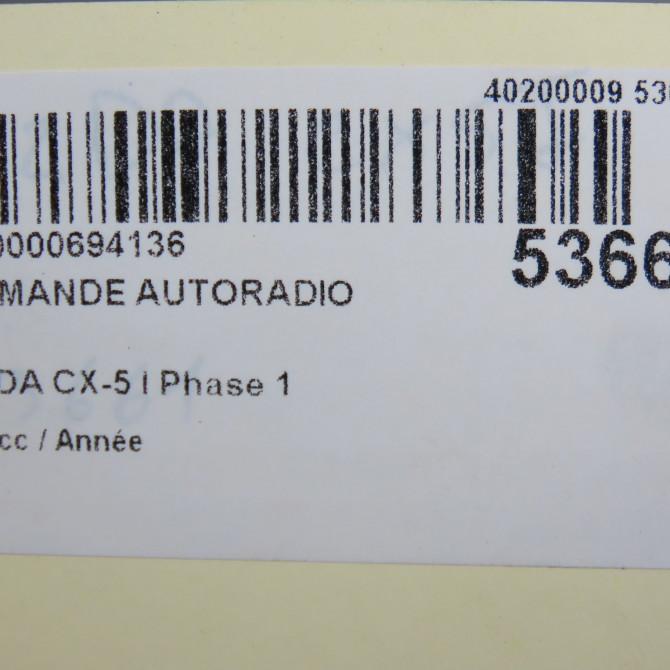 40200009 53
0000694136
5366
MANDE AUTORADIO
DA CX-5 I Phase 1
cc / Année